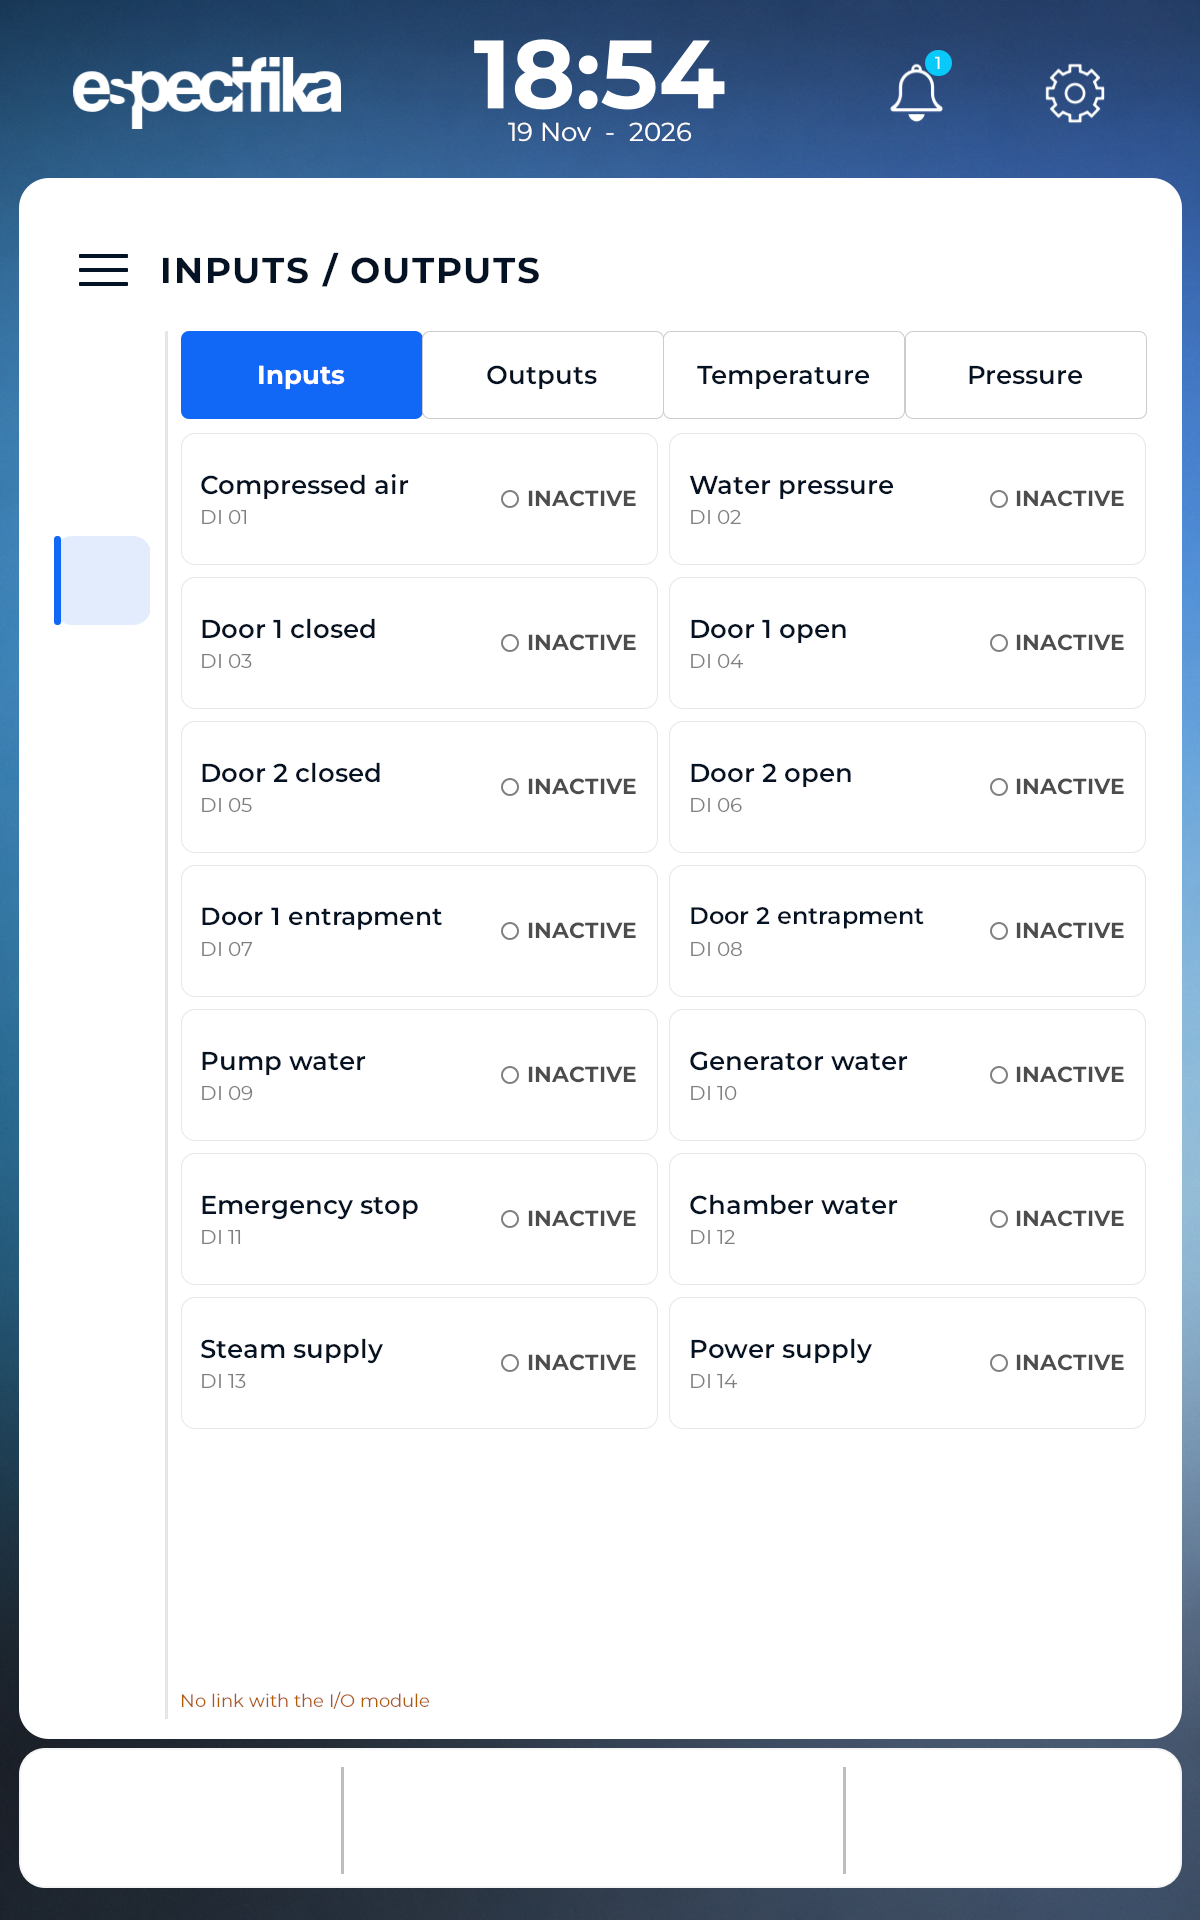 e-specifika
18:54
1
19 Nov - 2026
INPUTS / OUTPUTS
Inputs
Outputs
Temperature
Pressure
Compressed air
DI 01
INACTIVE
Water pressure
DI 02
INACTIVE
Door 1 closed
DI 03
INACTIVE
Door 1 open
DI 04
INACTIVE
Door 2 closed
DI 05
INACTIVE
Door 2 open
DI 06
INACTIVE
Door 1 entrapment
DI 07
INACTIVE
Door 2 entrapment
DI 08
INACTIVE
Pump water
DI 09
INACTIVE
Generator water
DI 10
INACTIVE
Emergency stop
DI 11
INACTIVE
Chamber water
DI 12
INACTIVE
Steam supply
DI 13
INACTIVE
Power supply
DI 14
INACTIVE
No link with the I/O module